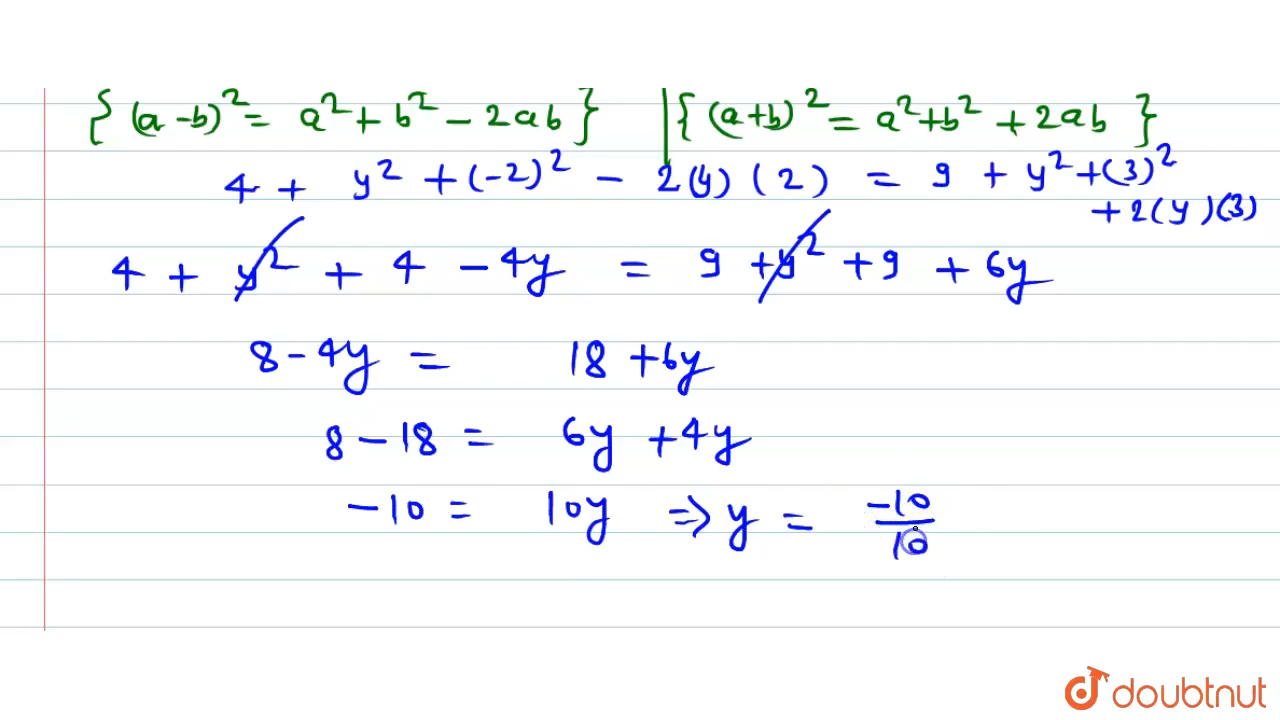 {(a-b)² = a² + b² - 2ab} | {(a+b)² = a² + b² + 2ab}
4 + y² + (-2)² - 2(y)(2) = 9 + y² + (3)²
+ 2(y)(3)
4 + y² + 4 - 4y = 9 + y² + 9 + 6y
8 - 4y = 18 + 6y
8 - 18 = 6y + 4y
-10 = 10y ⇒ y = -10/10
doubtnut